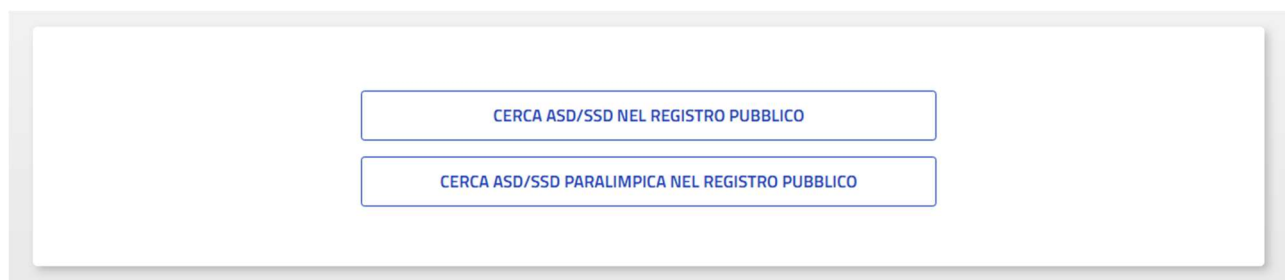 CERCA ASD/SSD NEL REGISTRO PUBBLICO
CERCA ASD/SSD PARALIMPICA NEL REGISTRO PUBBLICO